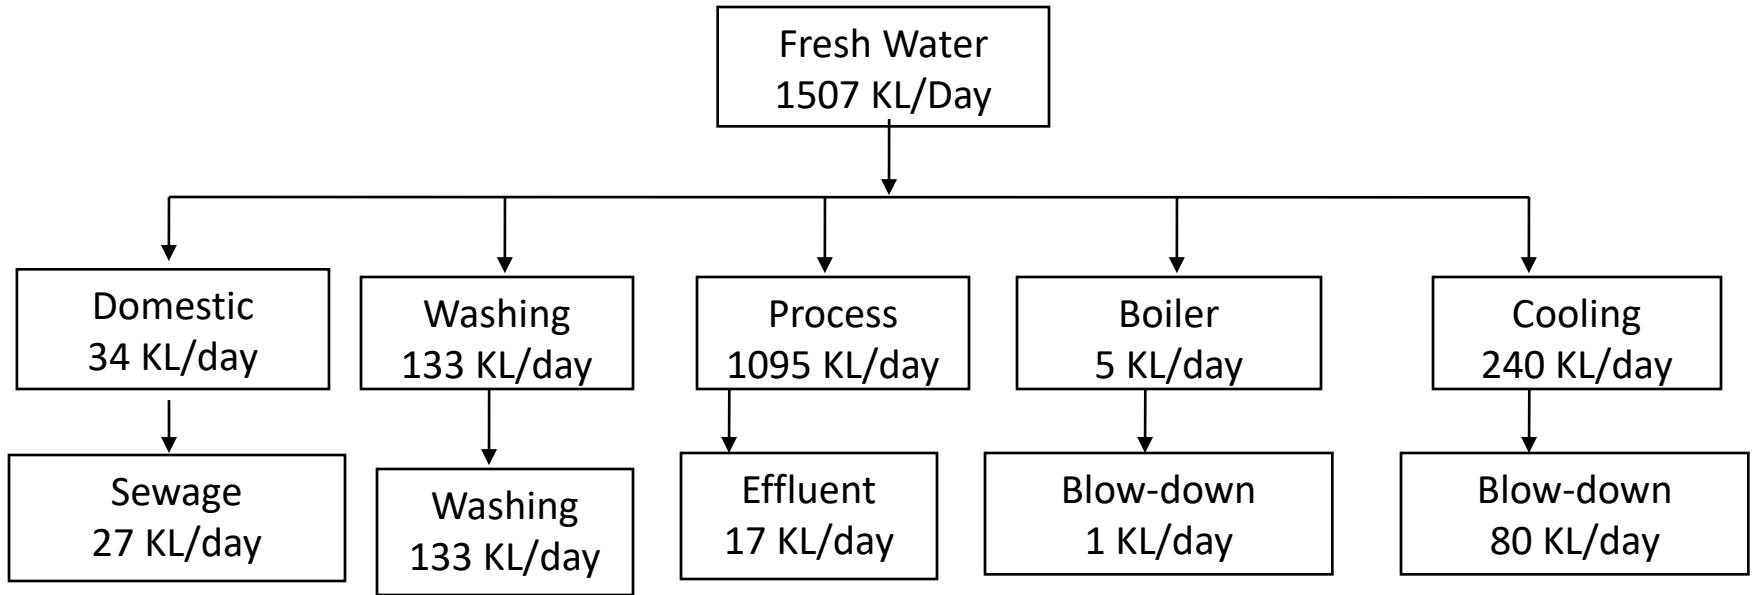 Fresh Water
1507 KL/Day
Domestic
34 KL/day
Washing
133 KL/day
Process
1095 KL/day
Boiler
5 KL/day
Cooling
240 KL/day
Sewage
27 KL/day
Washing
133 KL/day
Effluent
17 KL/day
Blow-down
1 KL/day
Blow-down
80 KL/day